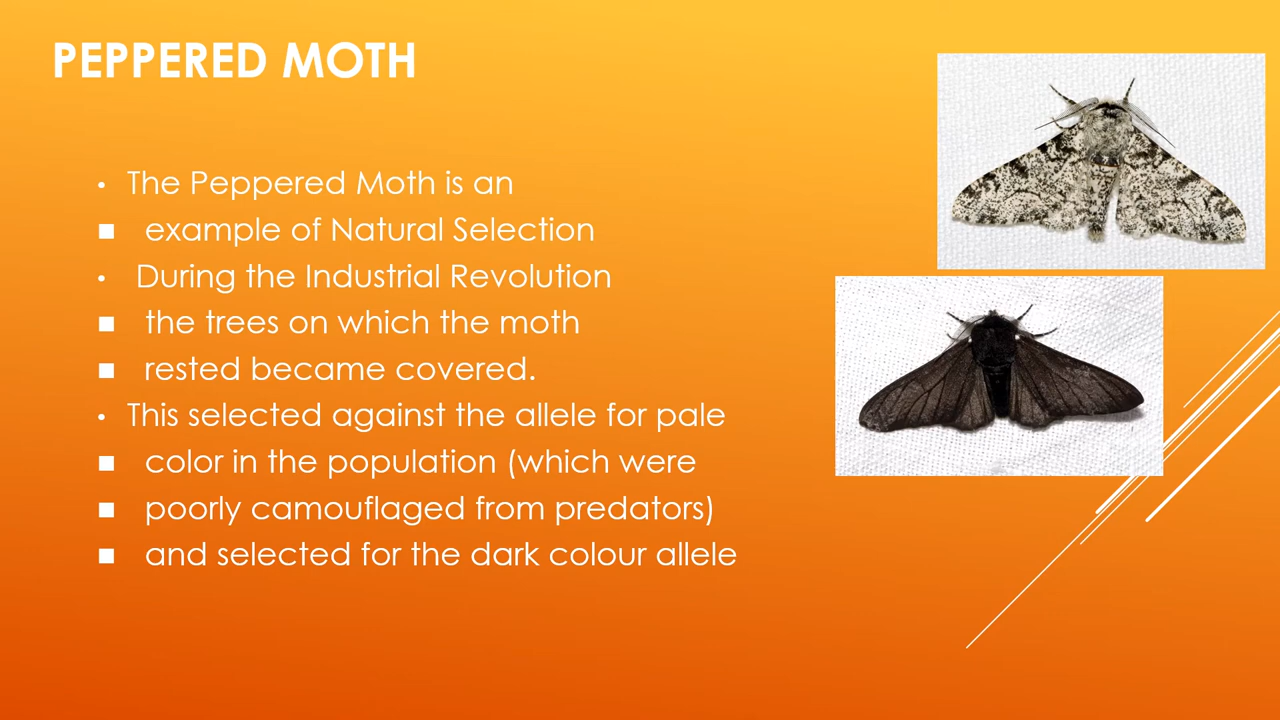 PEPPERED MOTH
• The Peppered Moth is an
■ example of Natural Selection
• During the Industrial Revolution
■ the trees on which the moth
■ rested became covered.
• This selected against the allele for pale
■ color in the population (which were
■ poorly camouflaged from predators)
■ and selected for the dark colour allele